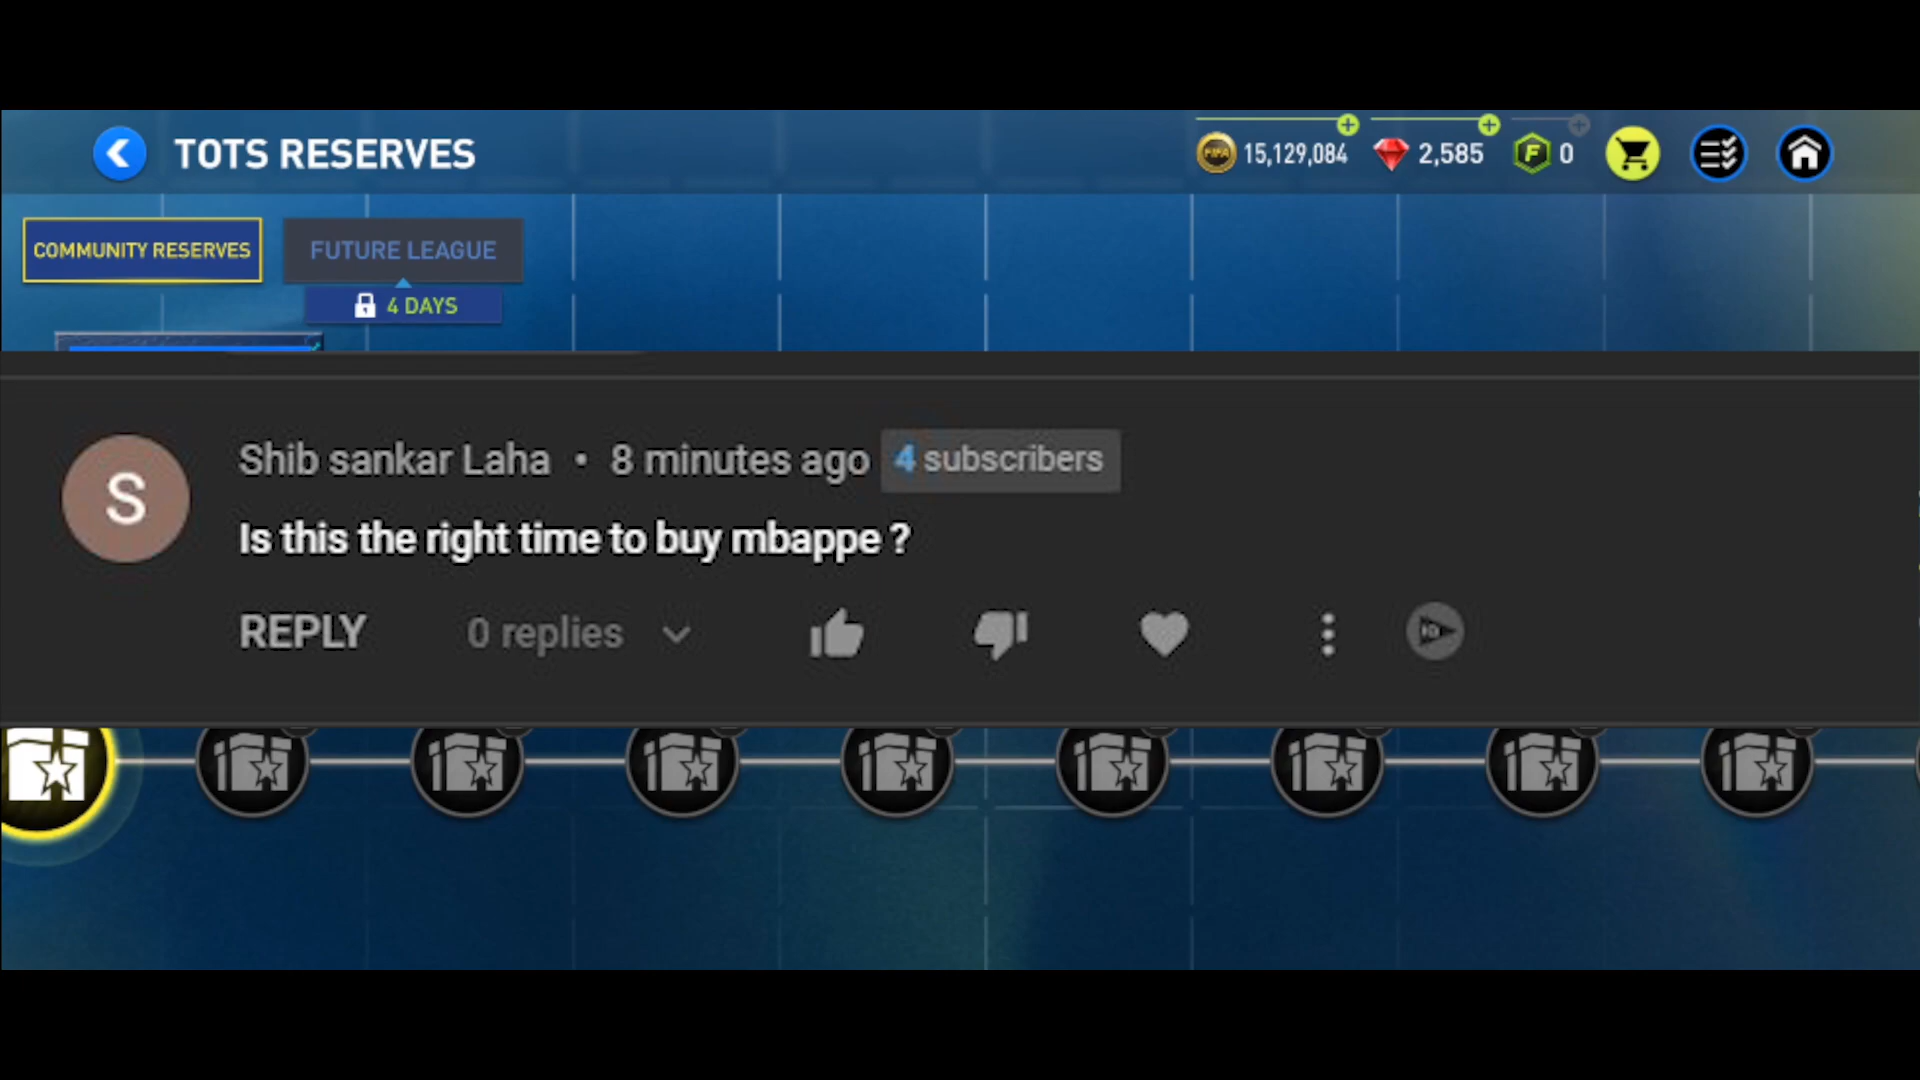 TOTS RESERVES
15,129,084
2,585
0
COMMUNITY RESERVES
FUTURE LEAGUE
4 DAYS
S
Shib sankar Laha • 8 minutes ago 4 subscribers
Is this the right time to buy mbappe ?
REPLY 0 replies